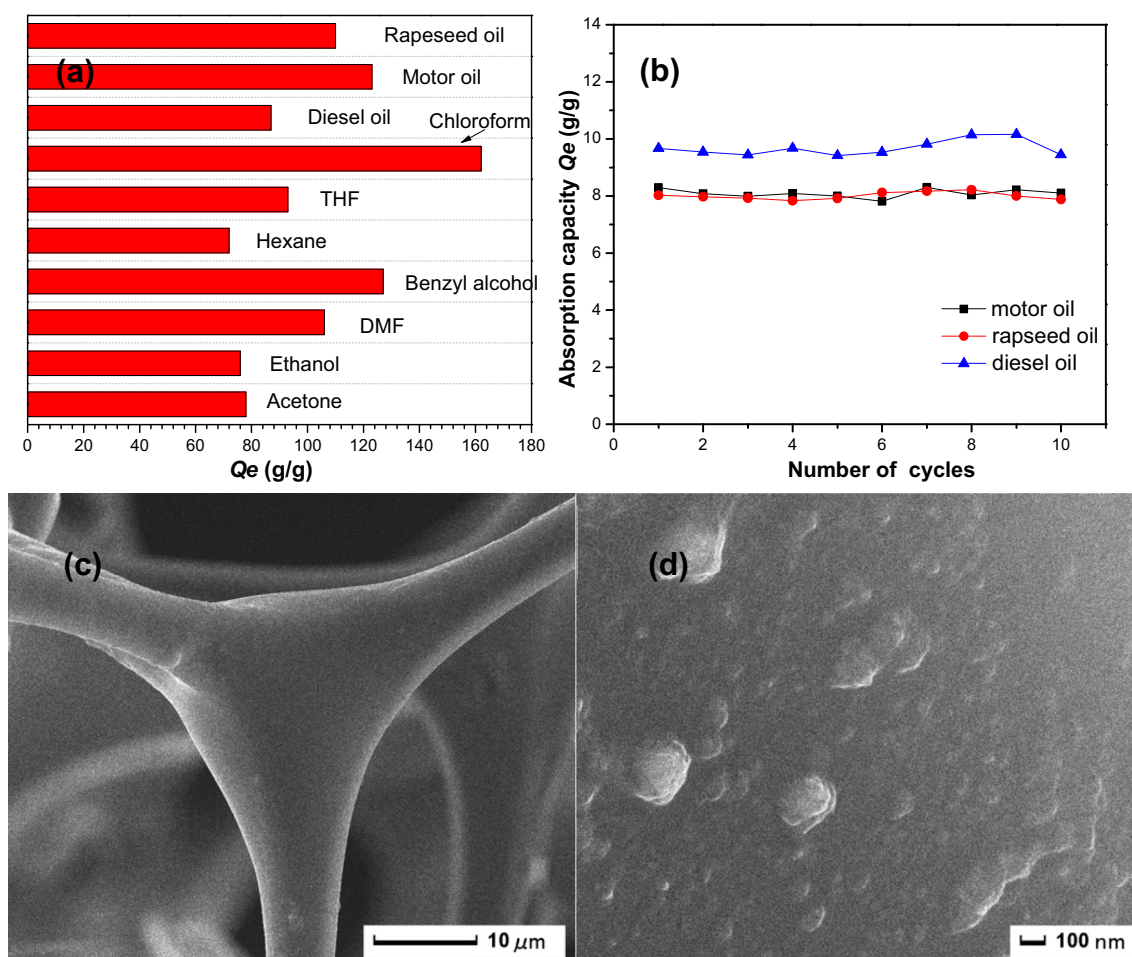 (a)
Rapeseed oil
Motor oil
Diesel oil
Chloroform
THF
Hexane
Benzyl alcohol
DMF
Ethanol
Acetone
0 20 40 60 80 100 120 140 160 180
Qe (g/g)
(b)
Absorption capacity Qe (g/g)
14
12
10
8
6
4
2
0
motor oil
rapseed oil
diesel oil
0 2 4 6 8 10
Number of cycles
(c)
10 μm
(d)
100 nm